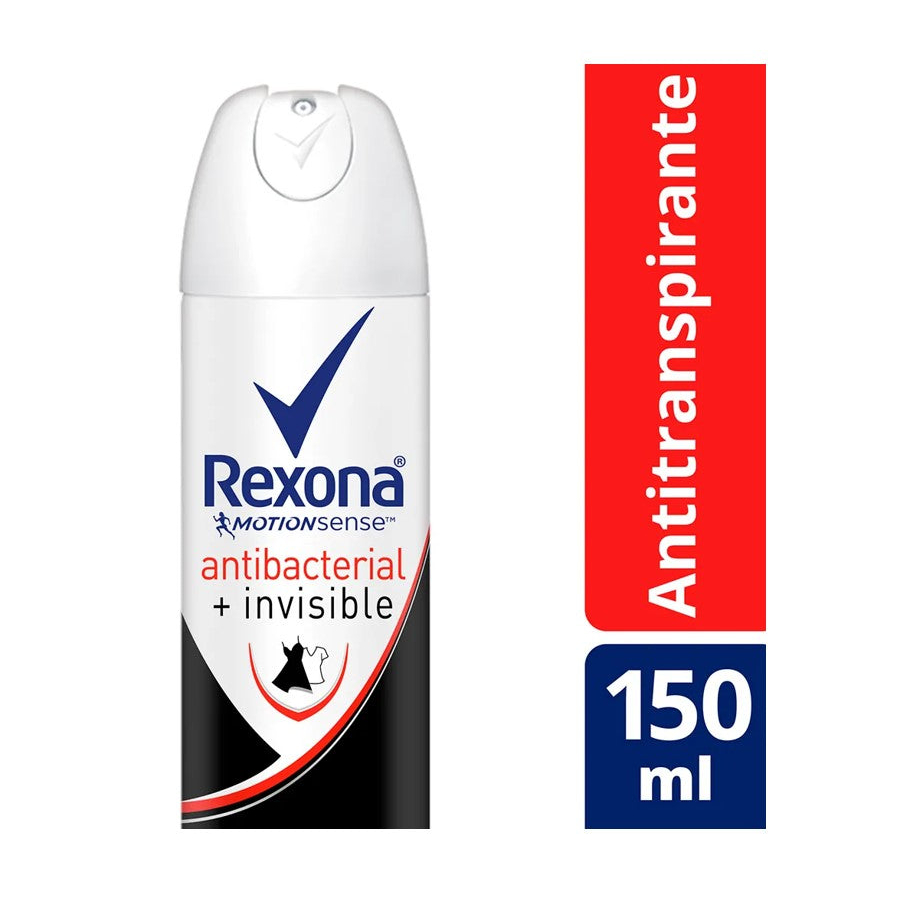 Rexona®
MOTIONsense™
antibacterial
+ invisible
Antitranspirante
150
ml